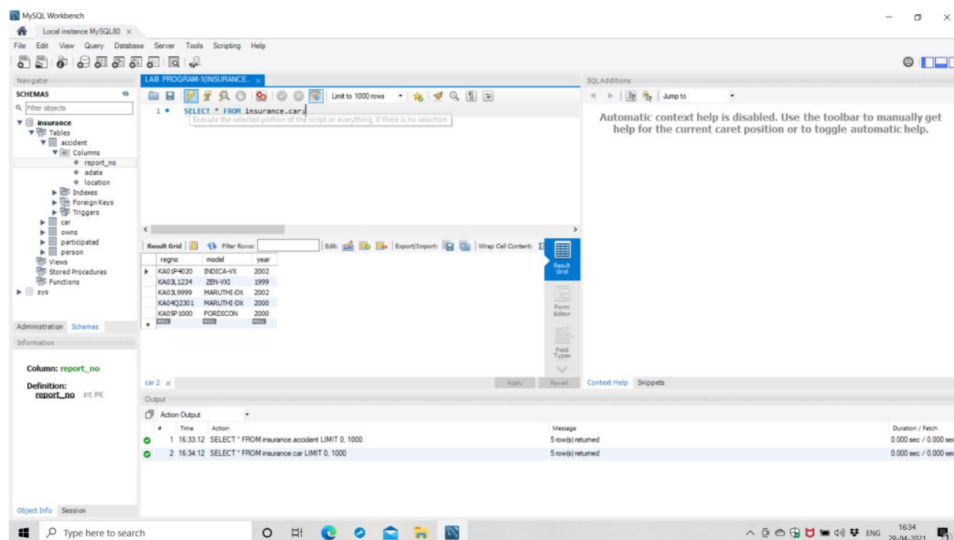 MySQL Workbench
Local instance MySQL80 ×
File Edit View Query Database Server Tools Scripting Help
Navigator
SCHEMAS
Filter objects
insurance
Tables
accident
Columns
report_no
adate
location
Indexes
Foreign Keys
Triggers
car
owns
participated
person
Views
Stored Procedures
Functions
sys
Administration Schemas
Information
Column: report_no
Definition:
report_no int PK
Object Info Session
LAB PROGRAM-1(INSURANCE... ×
Limit to 1000 rows
1 SELECT * FROM insurance.car;
Execute the selected portion of the script or everything, if there is no selection
Result Grid Filter Rows: Edit: Export/Import: Wrap Cell Content:
regno model year
KA01P4020 INDICA-VX 2002
KA03L1234 ZEN-VXI 1999
KA03L9999 MARUTHI-DX 2002
KA04Q2301 MARUTHI-DX 2000
KA05P1000 FORDICON 2000
NULL NULL NULL
Result Grid
Form Editor
Field Types
car 2 × Apply Revert
SQLAdditions
Jump to
Automatic context help is disabled. Use the toolbar to manually get
help for the current caret position or to toggle automatic help.
Context Help Snippets
Output
Action Output
# Time Action Message Duration / Fetch
1 16:33:12 SELECT * FROM insurance.accident LIMIT 0, 1000 5 row(s) returned 0.000 sec / 0.000 sec
2 16:34:12 SELECT * FROM insurance.car LIMIT 0, 1000 5 row(s) returned 0.000 sec / 0.000 sec
Type here to search
ENG 16:34
28-04-2021